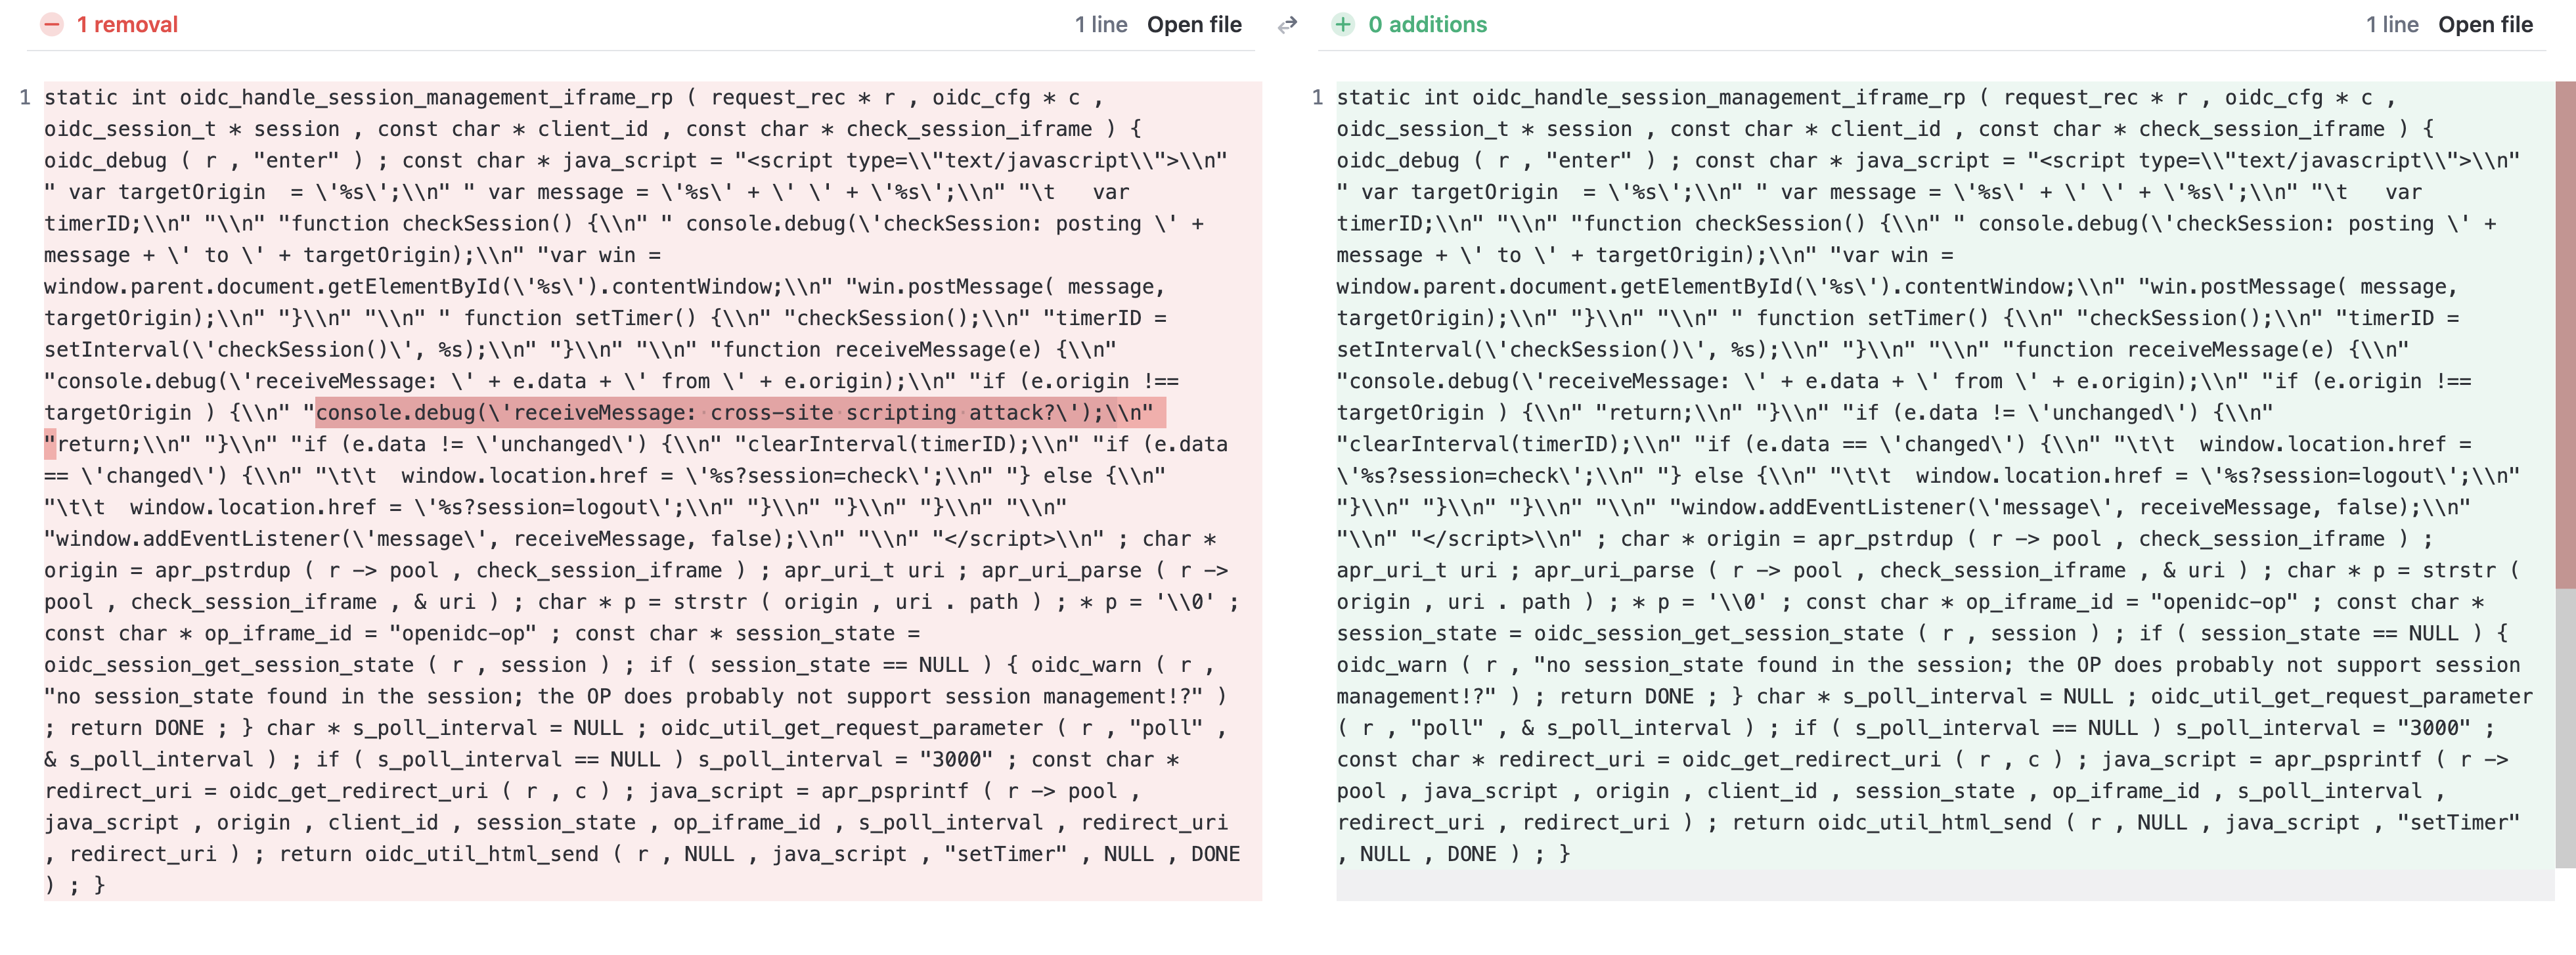 1 removal
1 line Open file
0 additions
1 line Open file
1 static int oidc_handle_session_management_iframe_rp ( request_rec * r , oidc_cfg * c ,
oidc_session_t * session , const char * client_id , const char * check_session_iframe ) {
oidc_debug ( r , "enter" ) ; const char * java_script = "<script type=\\"text/javascript\\">\\n"
" var targetOrigin  = \'%s\';\\n" " var message = \'%s\' + \' \' + \'%s\';\\n" "\t   var
timerID;\\n" "\\n" "function checkSession() {\\n" " console.debug(\'checkSession: posting \' +
message + \' to \' + targetOrigin);\\n" "var win =
window.parent.document.getElementById(\'%s\').contentWindow;\\n" "win.postMessage( message,
targetOrigin);\\n" "}\\n" "\\n" " function setTimer() {\\n" "checkSession();\\n" "timerID =
setInterval(\'checkSession()\', %s);\\n" "}\\n" "\\n" "function receiveMessage(e) {\\n"
"console.debug(\'receiveMessage: \' + e.data + \' from \' + e.origin);\\n" "if (e.origin !==
targetOrigin ) {\\n" "console.debug(\'receiveMessage:·cross-site·scripting·attack?\');\\n"
"return;\\n" "}\\n" "if (e.data != \'unchanged\') {\\n" "clearInterval(timerID);\\n" "if (e.data
== \'changed\') {\\n" "\t\t  window.location.href = \'%s?session=check\';\\n" "} else {\\n"
"\t\t  window.location.href = \'%s?session=logout\';\\n" "}\\n" "}\\n" "}\\n" "\\n"
"window.addEventListener(\'message\', receiveMessage, false);\\n" "\\n" "</script>\\n" ; char *
origin = apr_pstrdup ( r -> pool , check_session_iframe ) ; apr_uri_t uri ; apr_uri_parse ( r ->
pool , check_session_iframe , & uri ) ; char * p = strstr ( origin , uri . path ) ; * p = '\\0' ;
const char * op_iframe_id = "openidc-op" ; const char * session_state =
oidc_session_get_session_state ( r , session ) ; if ( session_state == NULL ) { oidc_warn ( r ,
"no session_state found in the session; the OP does probably not support session management!?" )
; return DONE ; } char * s_poll_interval = NULL ; oidc_util_get_request_parameter ( r , "poll" ,
& s_poll_interval ) ; if ( s_poll_interval == NULL ) s_poll_interval = "3000" ; const char *
redirect_uri = oidc_get_redirect_uri ( r , c ) ; java_script = apr_psprintf ( r -> pool ,
java_script , origin , client_id , session_state , op_iframe_id , s_poll_interval , redirect_uri
, redirect_uri ) ; return oidc_util_html_send ( r , NULL , java_script , "setTimer" , NULL , DONE
) ; }
1 static int oidc_handle_session_management_iframe_rp ( request_rec * r , oidc_cfg * c ,
oidc_session_t * session , const char * client_id , const char * check_session_iframe ) {
oidc_debug ( r , "enter" ) ; const char * java_script = "<script type=\\"text/javascript\\">\\n"
" var targetOrigin  = \'%s\';\\n" " var message = \'%s\' + \' \' + \'%s\';\\n" "\t   var
timerID;\\n" "\\n" "function checkSession() {\\n" " console.debug(\'checkSession: posting \' +
message + \' to \' + targetOrigin);\\n" "var win =
window.parent.document.getElementById(\'%s\').contentWindow;\\n" "win.postMessage( message,
targetOrigin);\\n" "}\\n" "\\n" " function setTimer() {\\n" "checkSession();\\n" "timerID =
setInterval(\'checkSession()\', %s);\\n" "}\\n" "\\n" "function receiveMessage(e) {\\n"
"console.debug(\'receiveMessage: \' + e.data + \' from \' + e.origin);\\n" "if (e.origin !==
targetOrigin ) {\\n" "return;\\n" "}\\n" "if (e.data != \'unchanged\') {\\n"
"clearInterval(timerID);\\n" "if (e.data == \'changed\') {\\n" "\t\t  window.location.href =
\'%s?session=check\';\\n" "} else {\\n" "\t\t  window.location.href = \'%s?session=logout\';\\n"
"}\\n" "}\\n" "}\\n" "\\n" "window.addEventListener(\'message\', receiveMessage, false);\\n"
"\\n" "</script>\\n" ; char * origin = apr_pstrdup ( r -> pool , check_session_iframe ) ;
apr_uri_t uri ; apr_uri_parse ( r -> pool , check_session_iframe , & uri ) ; char * p = strstr (
origin , uri . path ) ; * p = '\\0' ; const char * op_iframe_id = "openidc-op" ; const char *
session_state = oidc_session_get_session_state ( r , session ) ; if ( session_state == NULL ) {
oidc_warn ( r , "no session_state found in the session; the OP does probably not support session
management!?" ) ; return DONE ; } char * s_poll_interval = NULL ; oidc_util_get_request_parameter
( r , "poll" , & s_poll_interval ) ; if ( s_poll_interval == NULL ) s_poll_interval = "3000" ;
const char * redirect_uri = oidc_get_redirect_uri ( r , c ) ; java_script = apr_psprintf ( r ->
pool , java_script , origin , client_id , session_state , op_iframe_id , s_poll_interval ,
redirect_uri , redirect_uri ) ; return oidc_util_html_send ( r , NULL , java_script , "setTimer"
, NULL , DONE ) ; }